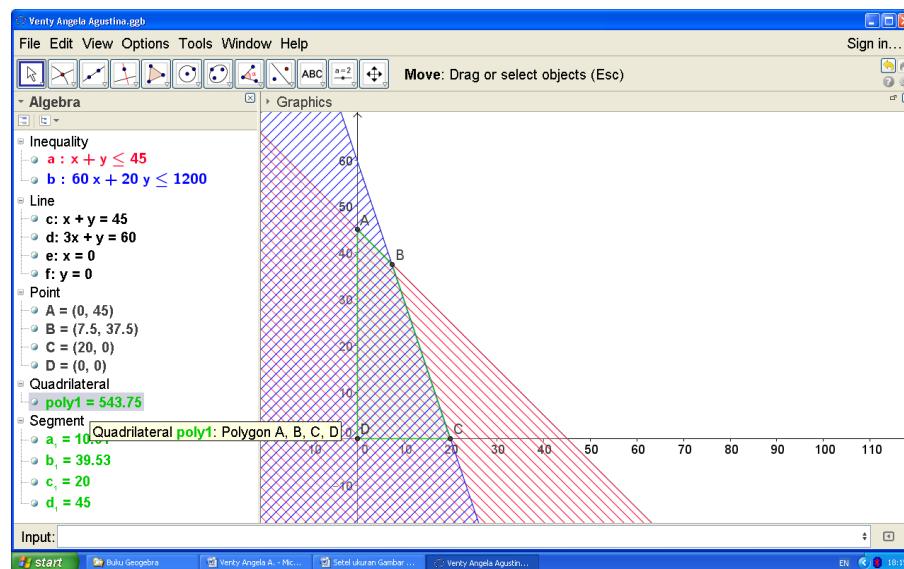 Venty Angela Agustina.ggb
File Edit View Options Tools Window Help
Sign in...
ABC
a=2
Move: Drag or select objects (Esc)
Algebra
Graphics
Inequality
a : x + y ≤ 45
b : 60 x + 20 y ≤ 1200
Line
c: x + y = 45
d: 3x + y = 60
e: x = 0
f: y = 0
Point
A = (0, 45)
B = (7.5, 37.5)
C = (20, 0)
D = (0, 0)
Quadrilateral
poly1 = 543.75
Quadrilateral poly1: Polygon A, B, C, D
Segment
b₁ = 39.53
c₁ = 20
d₁ = 45
60
50
A
40
B
30
20
10
0
D
C
-10
0
10
20
30
40
50
60
70
80
90
100
110
-10
Input:
start
Buku Geogebra
Venty Angela A. - Mic...
Setel ukuran Gambar ...
Venty Angela Agustin...
EN